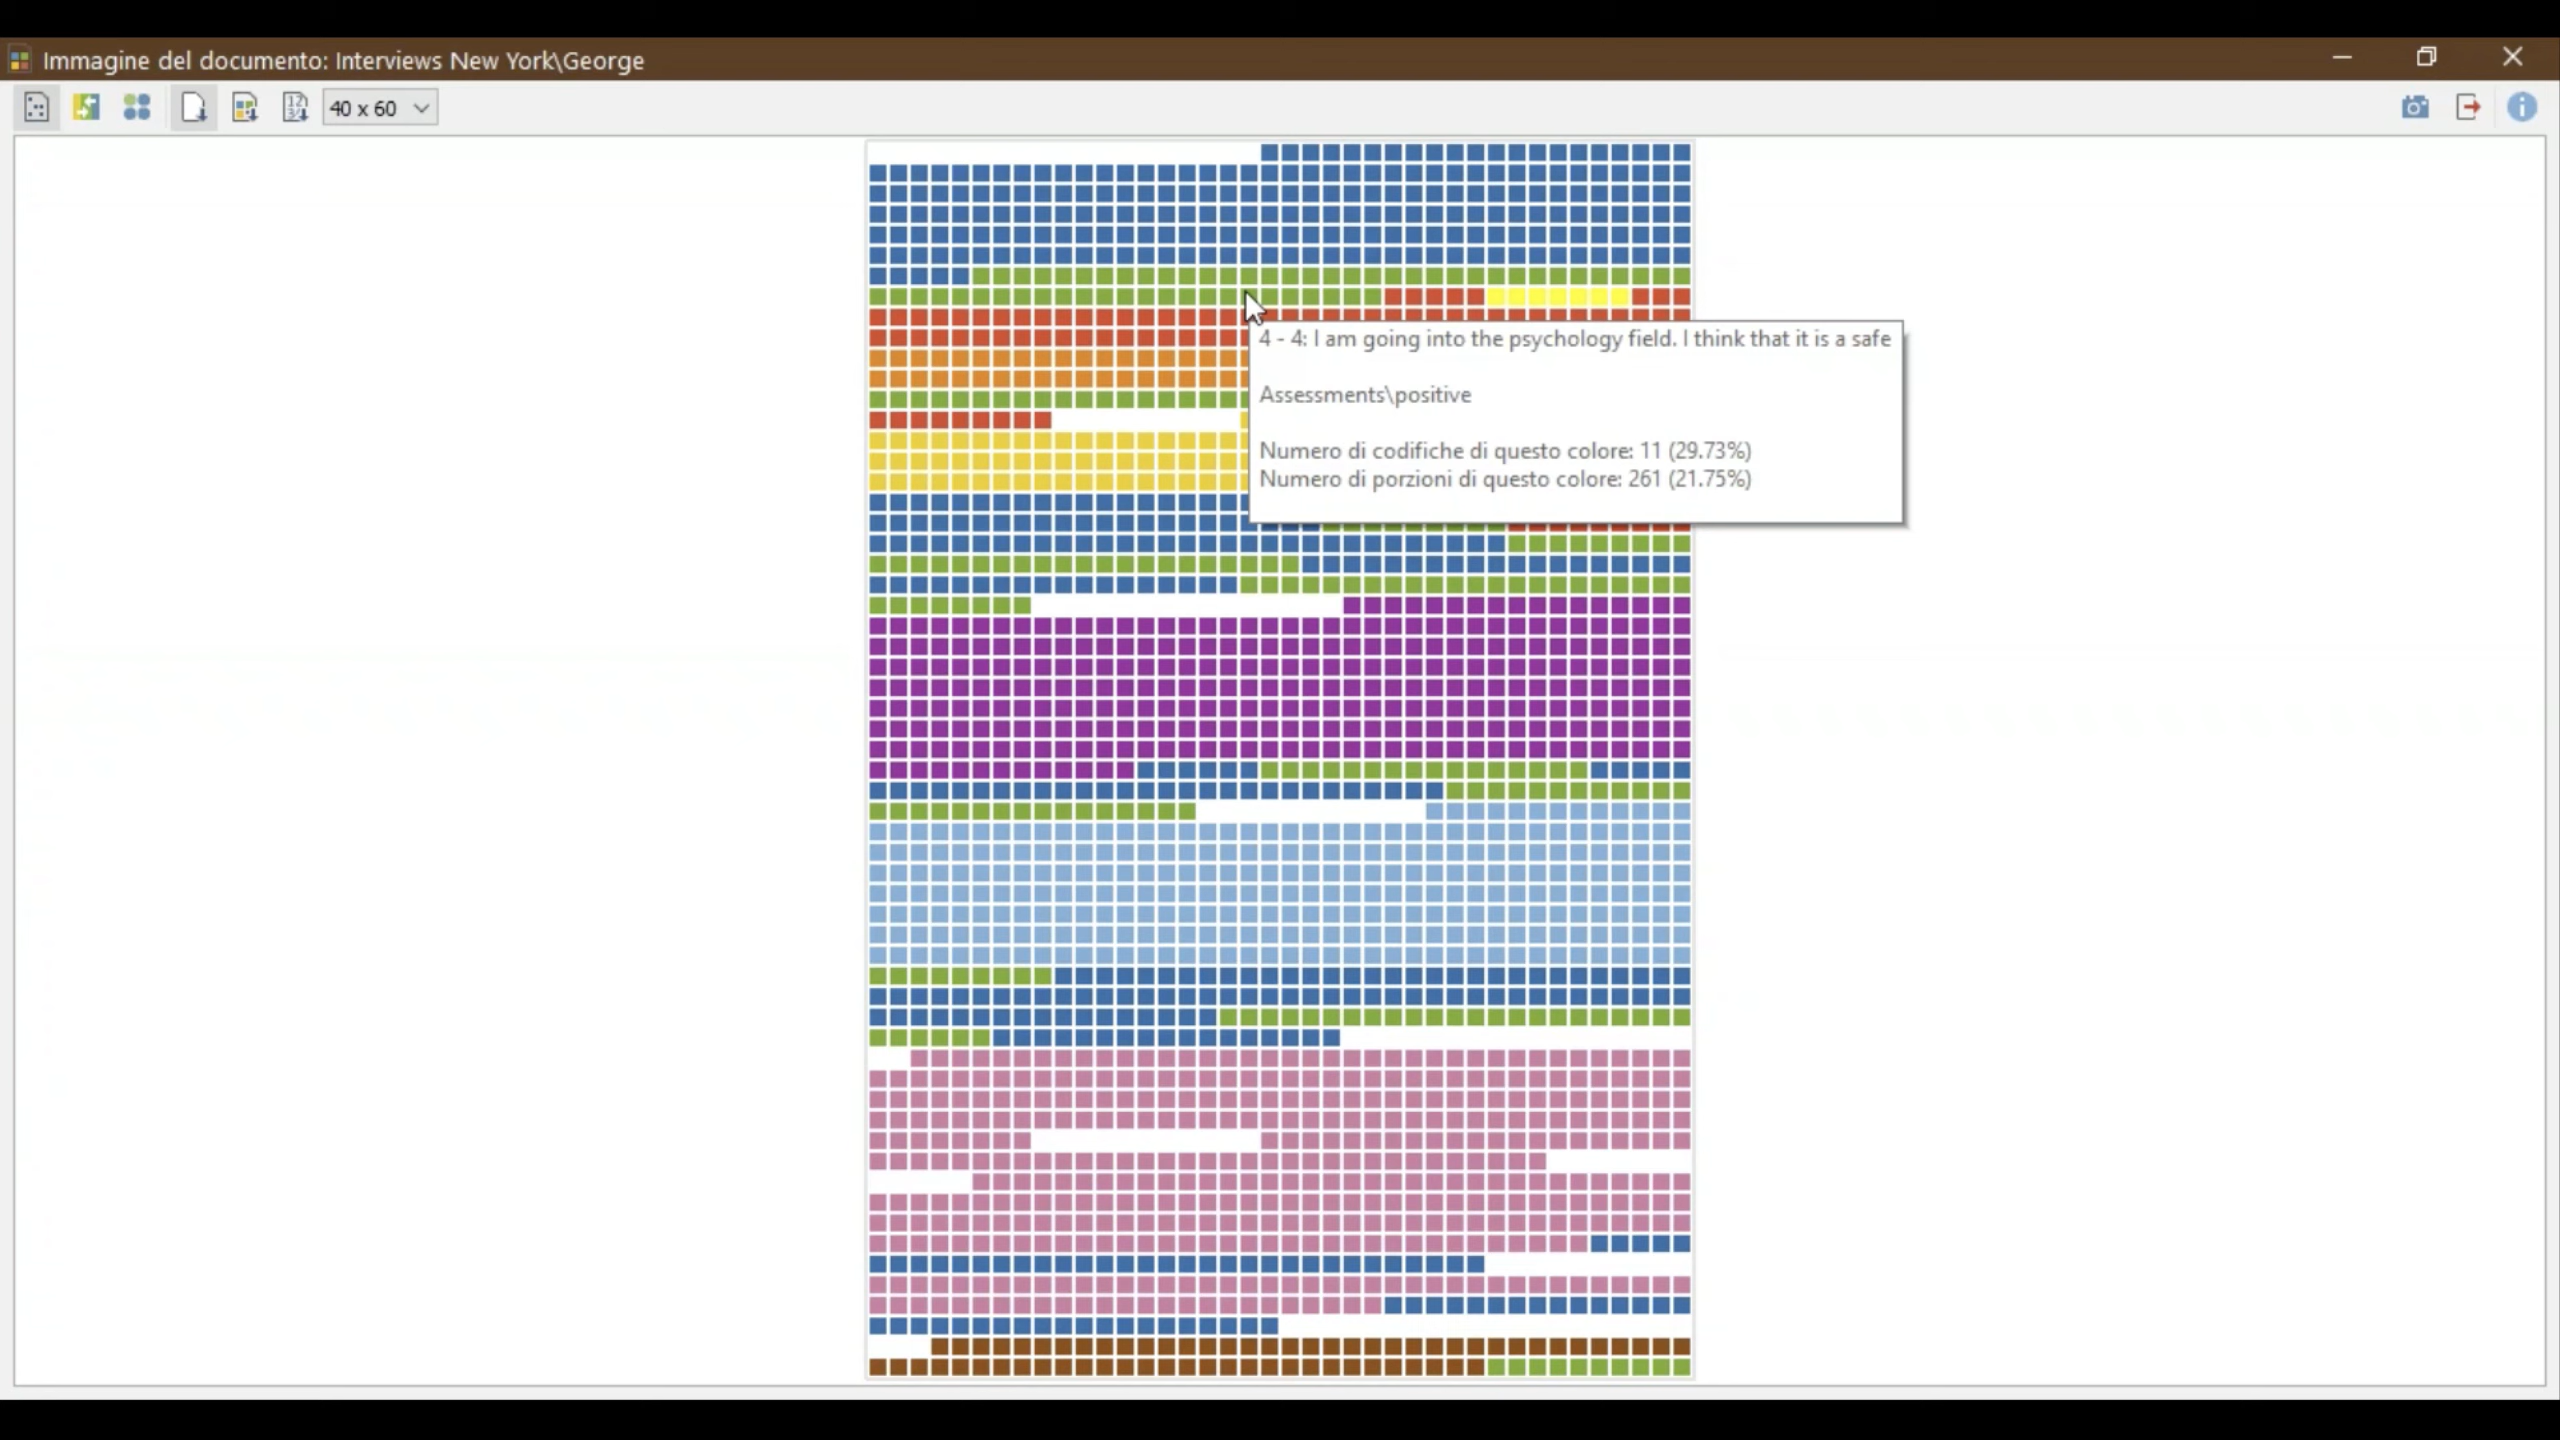 Immagine del documento: Interviews New York\George
40 x 60
4 - 4: I am going into the psychology field. I think that it is a safe
Assessments\positive
Numero di codifiche di questo colore: 11 (29.73%)
Numero di porzioni di questo colore: 261 (21.75%)